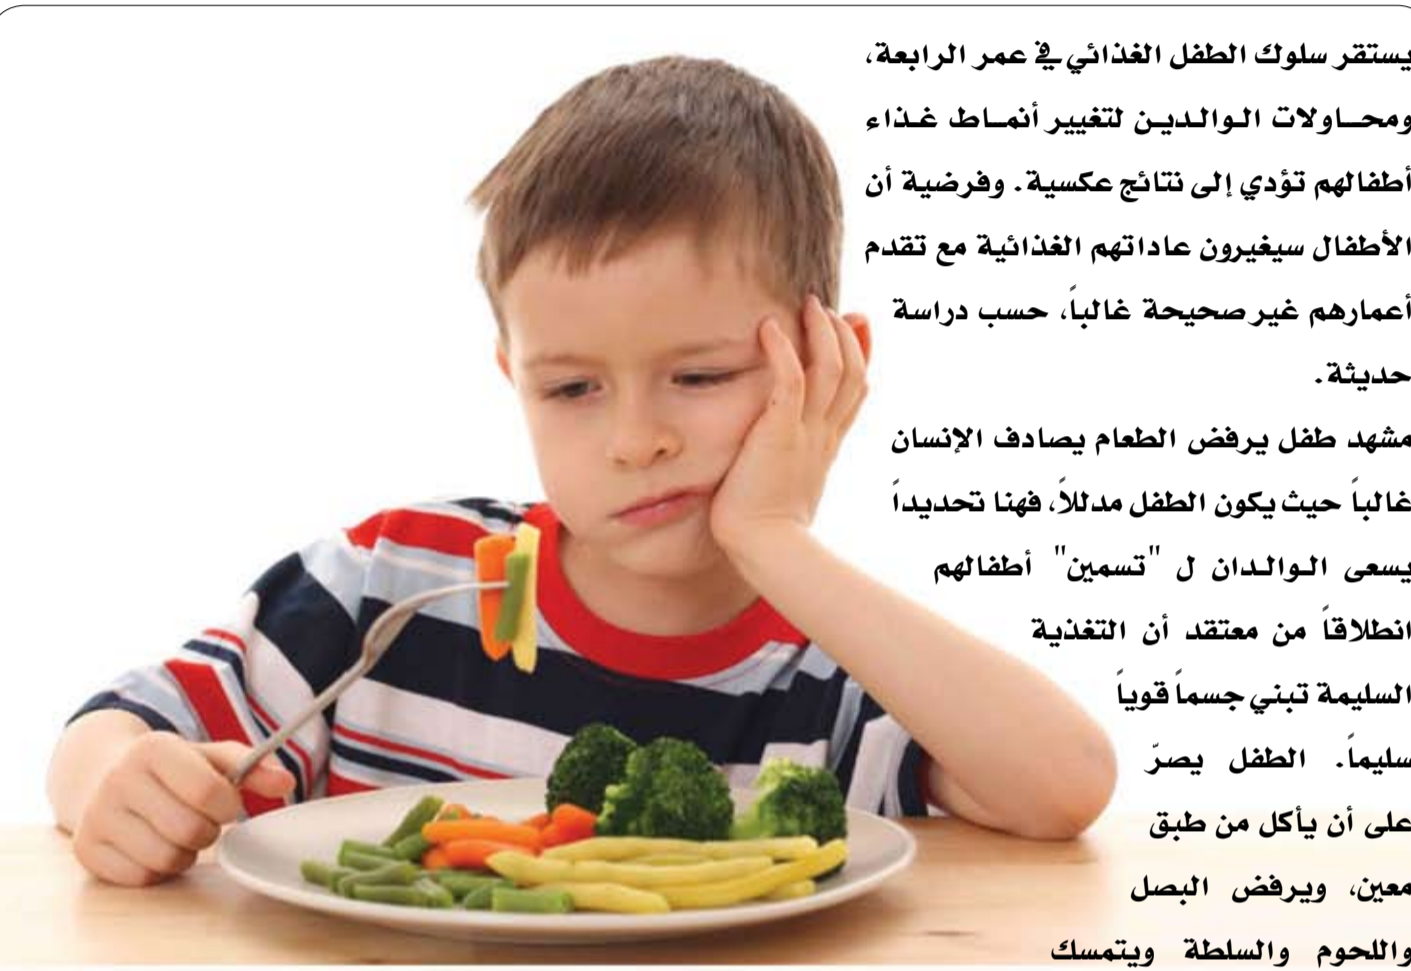 يستقر سلوك الطفل الغذائي في عمر الرابعة،
ومحاولات الوالدين لتغيير أنماط غذاء
أطفالهم تؤدي إلى نتائج عكسية. وفرضية أن
الأطفال سيغيرون عاداتهم الغذائية مع تقدم
أعمارهم غير صحيحة غالباً، حسب دراسة
حديثة.
مشهد طفل يرفض الطعام يصادف الإنسان
غالباً حيث يكون الطفل مدللاً، فهنا تحديداً
يسعى الوالدان ل "تسمين" أطفالهم
انطلاقاً من معتقد أن التغذية
السليمة تبني جسماً قوياً
سليماً. الطفل يصرّ
على أن يأكل من طبق
معين، ويرفض البصل
واللحوم والسلطة ويتمسك